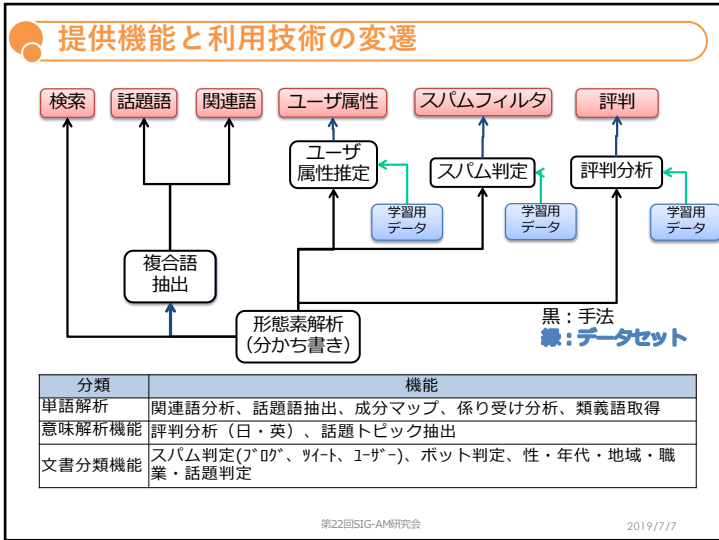 提供機能と利用技術の変遷
検索 話題語 関連語 ユーザ属性 スパムフィルタ 評判
ユーザ
属性推定
スパム判定
評判分析
学習用
データ
学習用
データ
学習用
データ
複合語
抽出
形態素解析
(分かち書き)
黒：手法
緑：データセット
分類 機能
単語解析 関連語分析、話題語抽出、成分マップ、係り受け分析、類義語取得
意味解析機能 評判分析（日・英）、話題トピック抽出
文書分類機能 スパム判定(ﾌﾞﾛｸﾞ、ﾂｲｰﾄ、ﾕｰｻﾞｰ)、ボット判定、性・年代・地域・職
業・話題判定
第22回SIG-AM研究会 2019/7/7